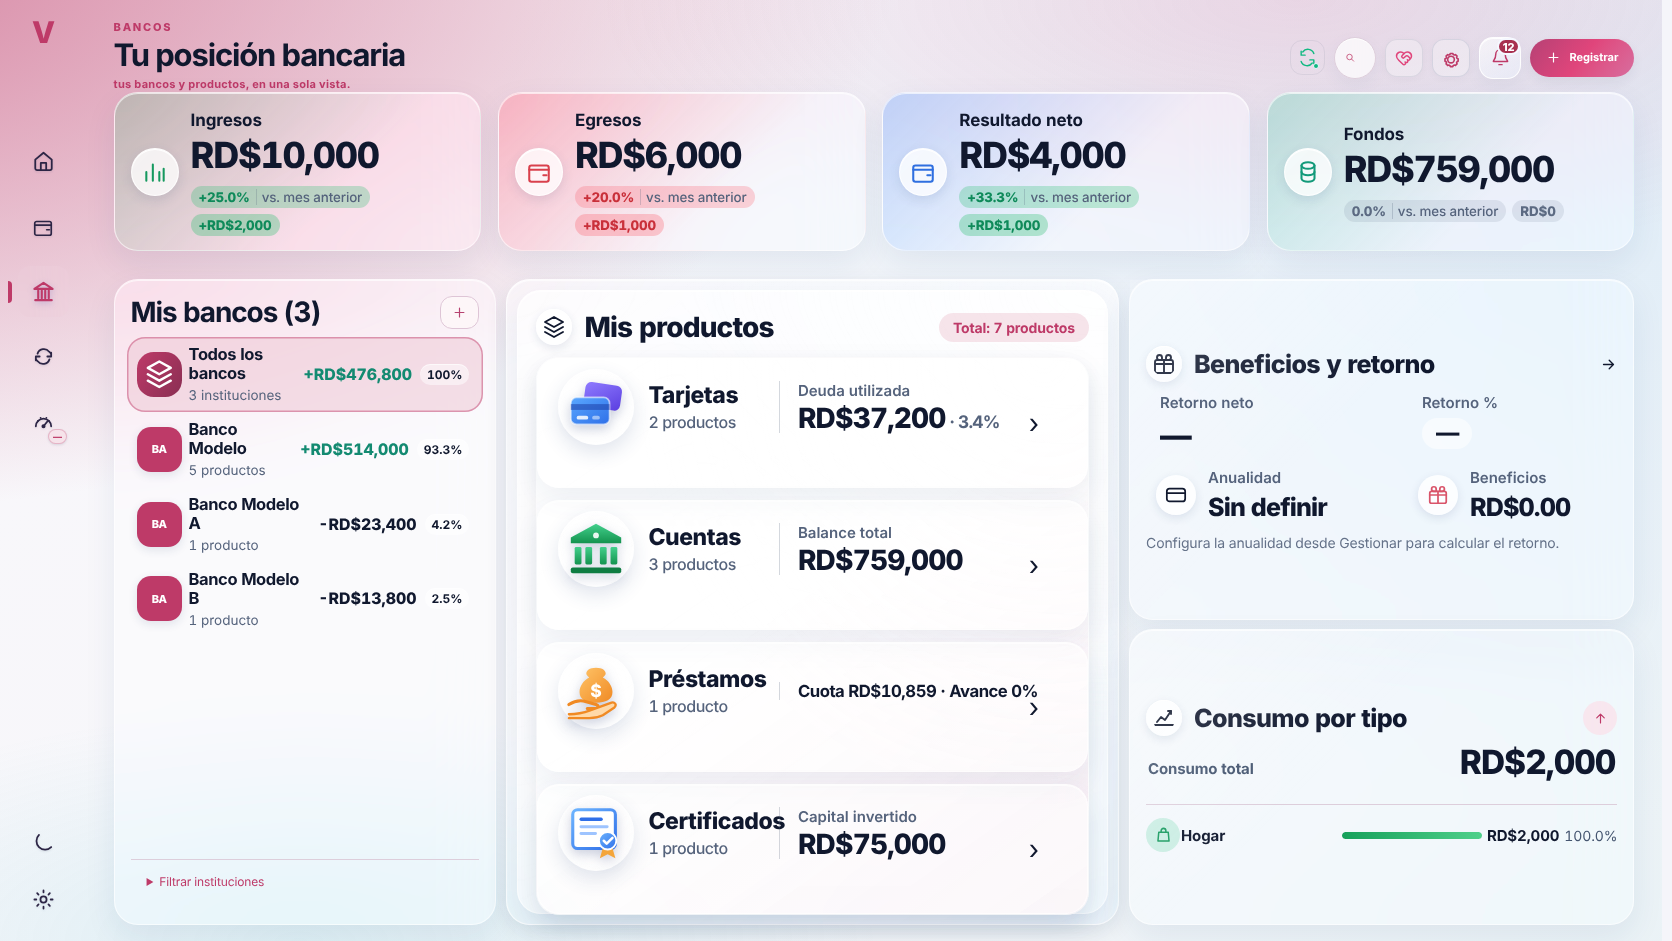 V
BANCOS
Tu posición bancaria
tus bancos y productos, en una sola vista.
12
Registrar
Ingresos
RD$10,000
+25.0% vs. mes anterior
+RD$2,000
Egresos
RD$6,000
+20.0% vs. mes anterior
+RD$1,000
Resultado neto
RD$4,000
+33.3% vs. mes anterior
+RD$1,000
Fondos
RD$759,000
0.0% vs. mes anterior RD$0
Mis bancos (3)
+
Todos los
bancos
3 instituciones
+RD$476,800 100%
BA
Banco
Modelo
5 productos
+RD$514,000 93.3%
BA
Banco Modelo
A
1 producto
-RD$23,400 4.2%
BA
Banco Modelo
B
1 producto
-RD$13,800 2.5%
Filtrar instituciones
Mis productos
Total: 7 productos
Tarjetas
2 productos
Deuda utilizada
RD$37,200 · 3.4%
Cuentas
3 productos
Balance total
RD$759,000
$
Préstamos
1 producto
Cuota RD$10,859 · Avance 0%
Certificados
1 producto
Capital invertido
RD$75,000
Beneficios y retorno
Retorno neto
—
Retorno %
—
Anualidad
Sin definir
Beneficios
RD$0.00
Configura la anualidad desde Gestionar para calcular el retorno.
Consumo por tipo
Consumo total
RD$2,000
Hogar
RD$2,000 100.0%